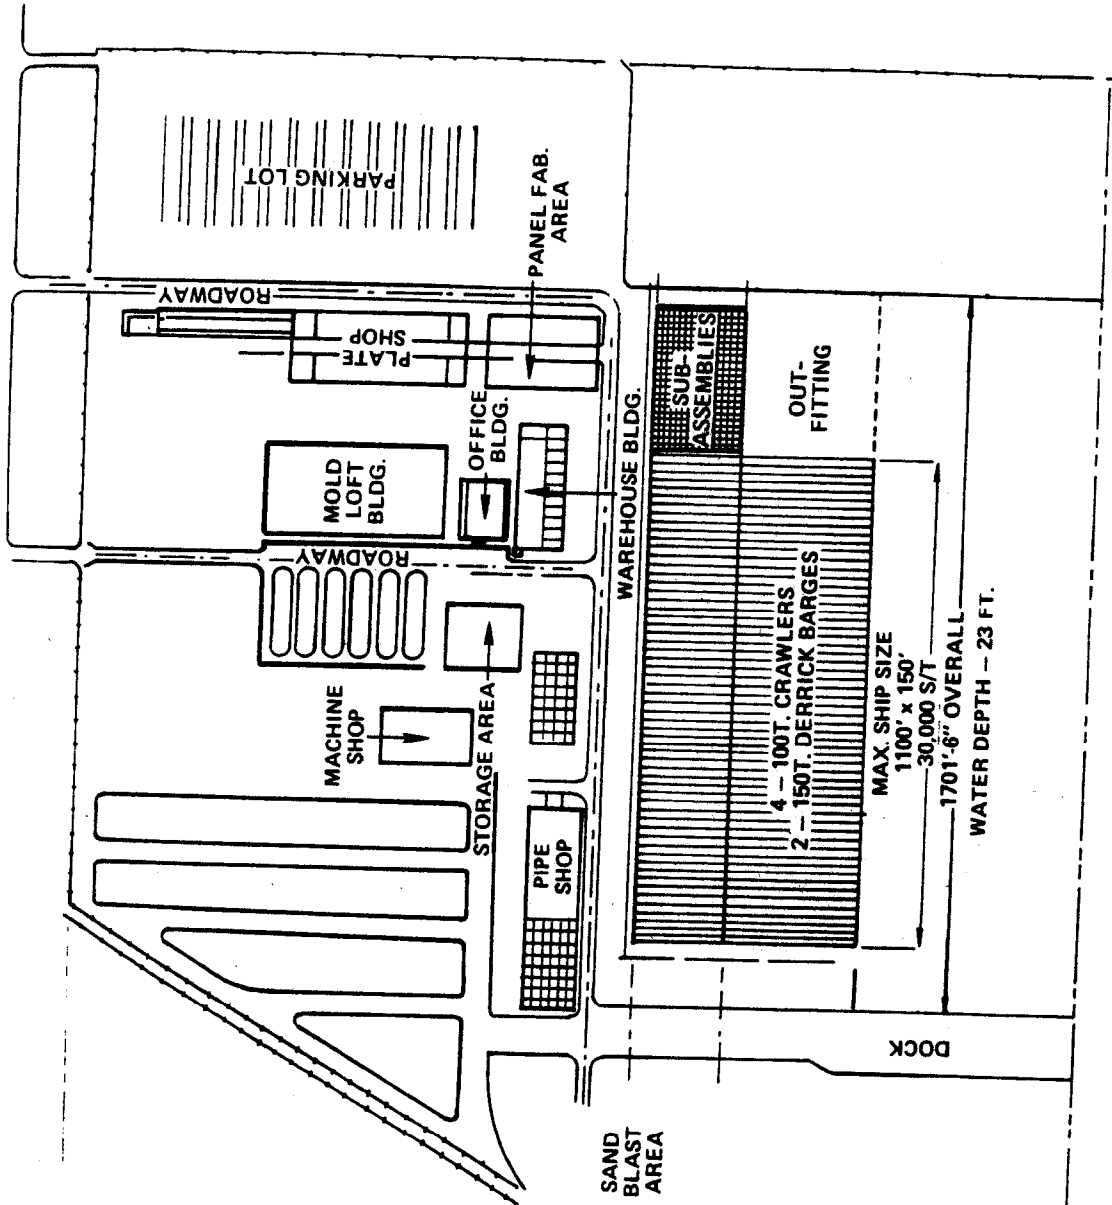 PARKING LOT
PANEL FAB.
AREA
ROADWAY
PLATE
SHOP
OFFICE
BLDG.
MOLD
LOFT
BLDG.
WAREHOUSE BLDG.
SUB-
ASSEMBLIES
OUT-
FITTING
ROADWAY
STORAGE AREA
MACHINE
SHOP
PIPE
SHOP
4 – 100T. CRAWLERS
2 – 150T. DERRICK BARGES
MAX. SHIP SIZE
1100' x 150'
30,000 S/T
1701'-6" OVERALL
WATER DEPTH – 23 FT.
DOCK
SAND
BLAST
AREA